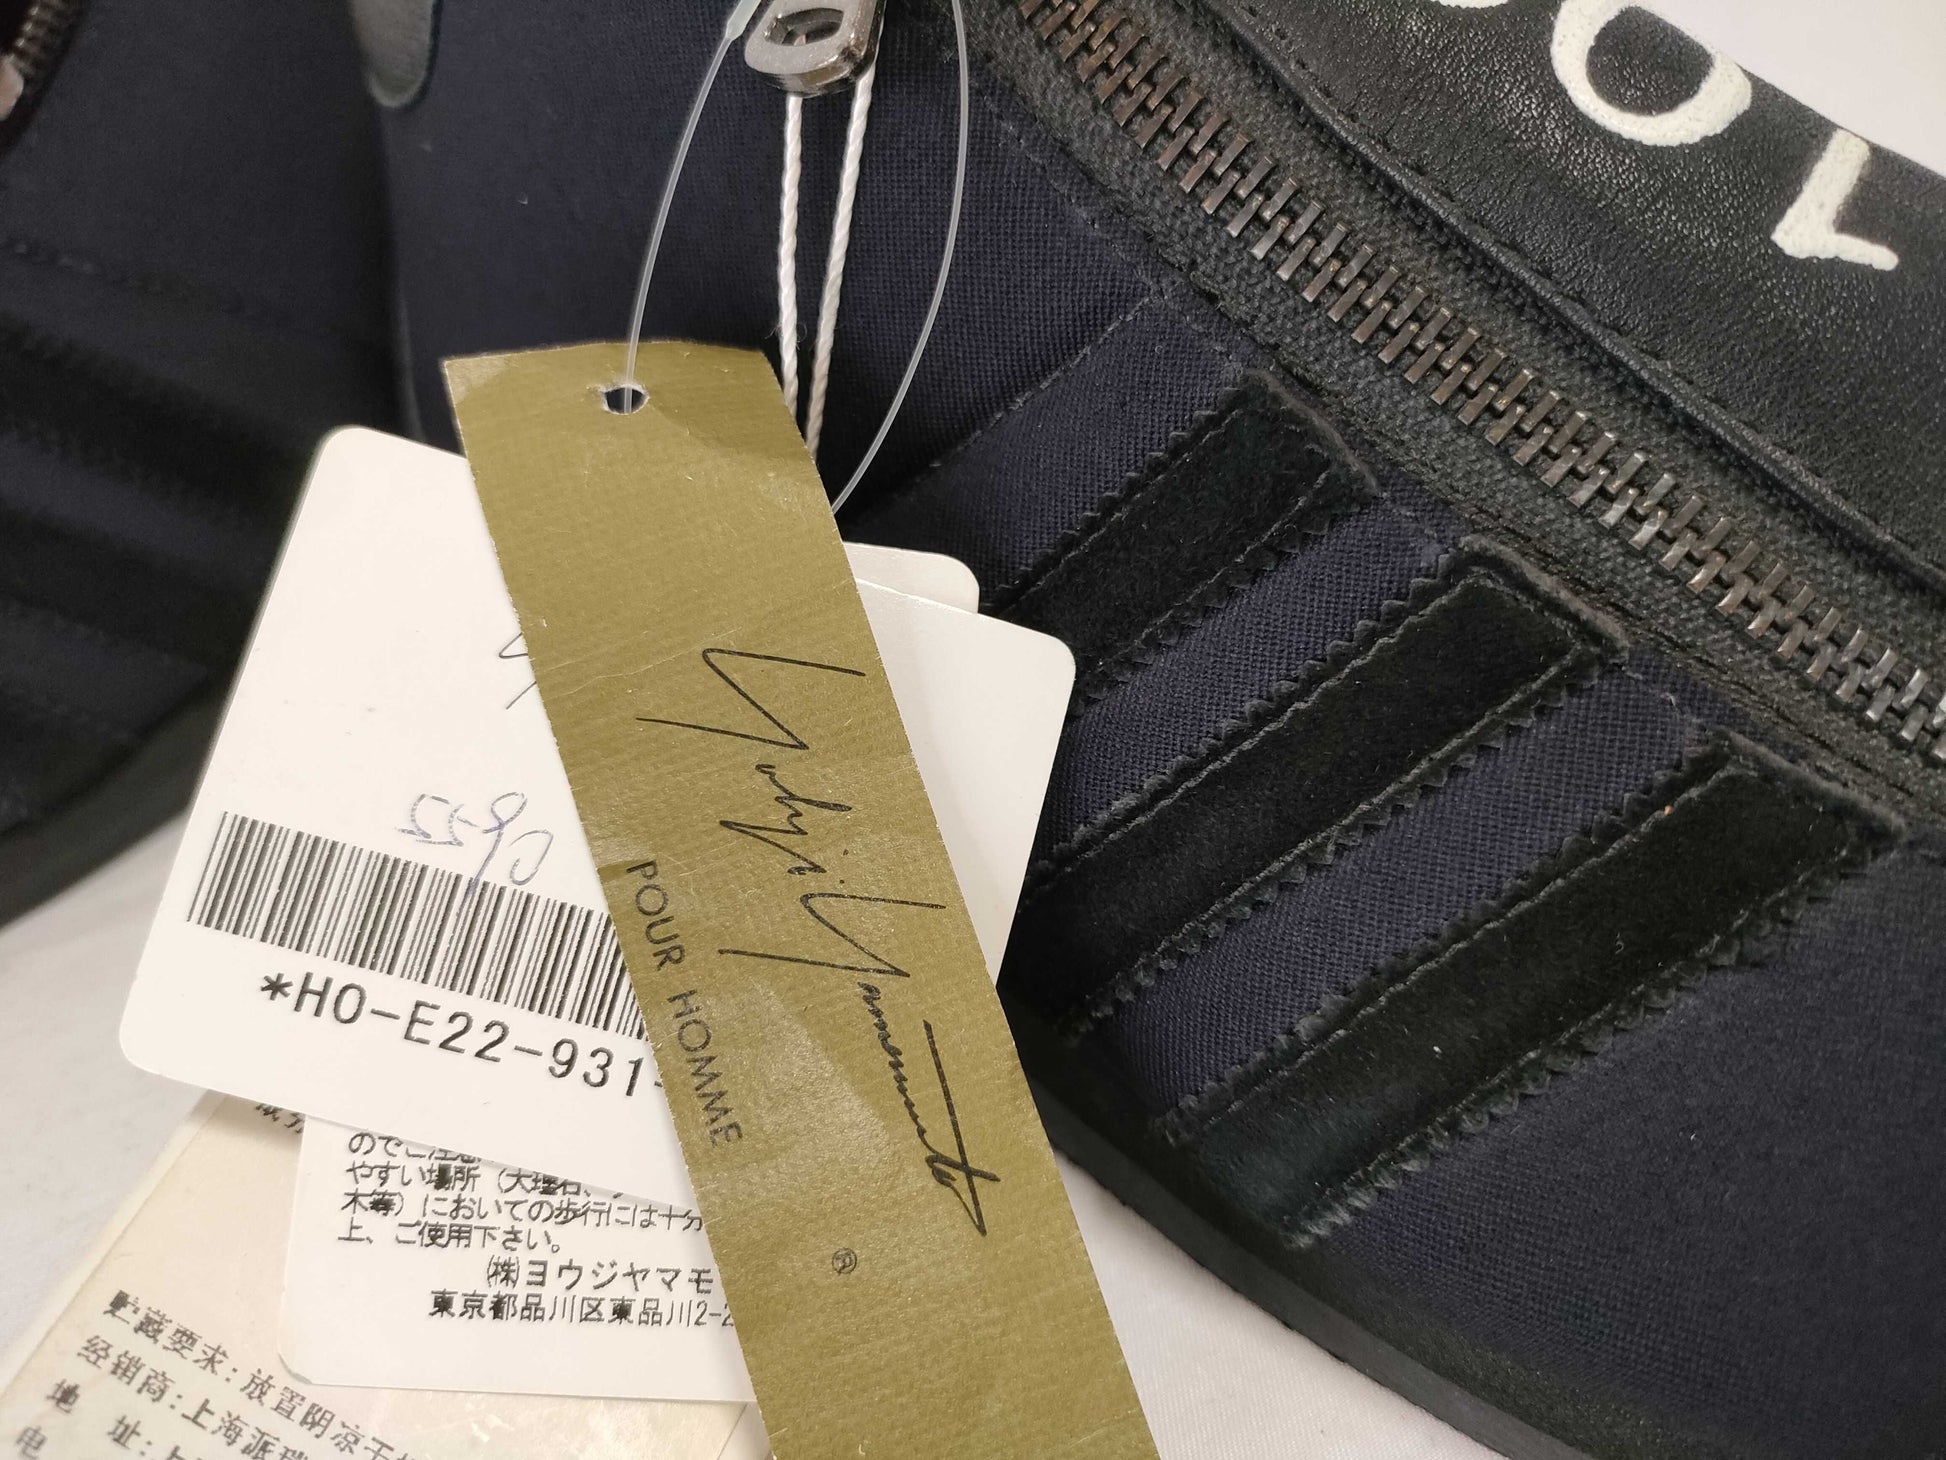 Yohji Yamamoto
POUR HOMME
®
*HO-E22-931-
のでご注意
やすい場所（大理石、
木等）においての歩行には十分
上、ご使用下さい。
㈱ヨウジヤマモ
東京都品川区東品川2-2
贮藏要求:放置阴凉干
经销商:上海派
地 址:上
电